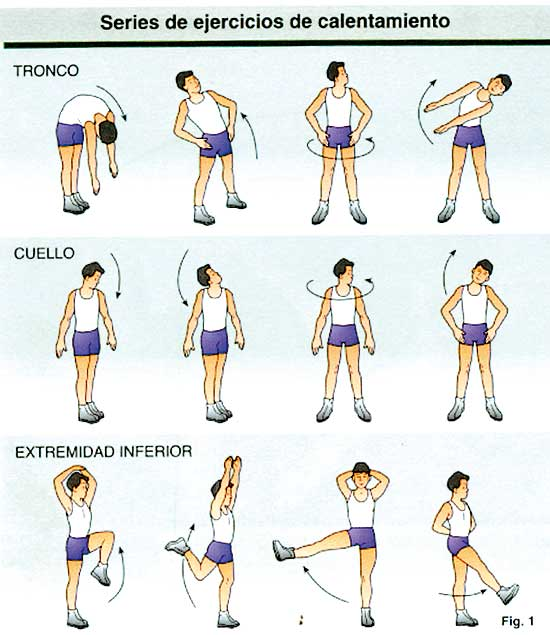 Series de ejercicios de calentamiento
TRONCO
CUELLO
EXTREMIDAD INFERIOR
Fig. 1